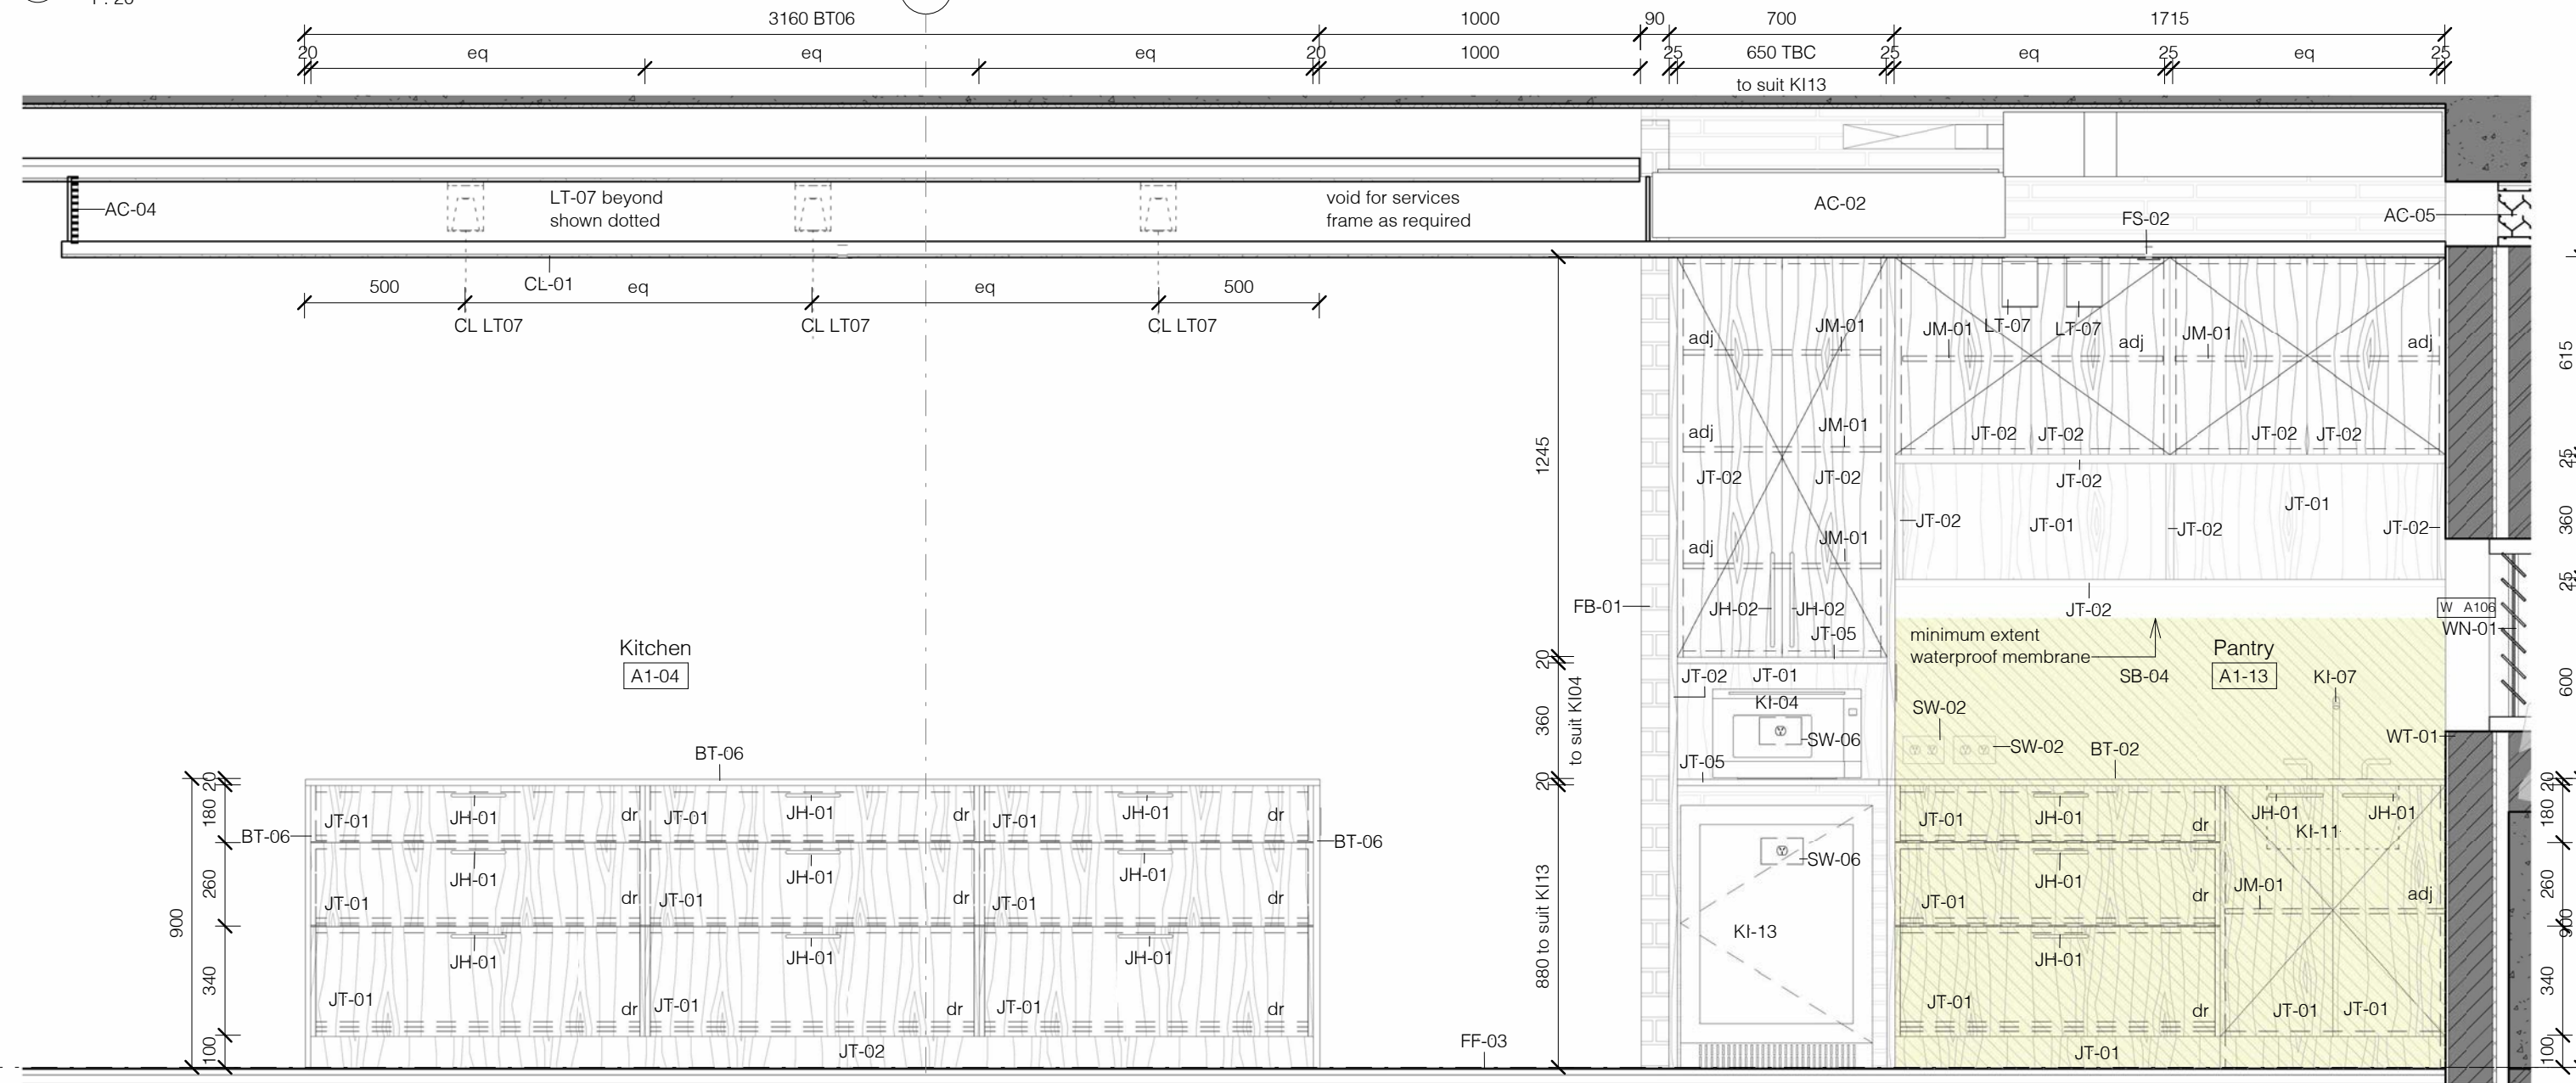 3160 BT06
1000
90
700
1715
20
eq
eq
eq
20
1000
25
650 TBC
25
eq
25
eq
25
to suit KI13
AC-04
LT-07 beyond
shown dotted
void for services
frame as required
AC-02
FS-02
AC-05
CL-01
500
eq
eq
500
CL LT07
CL LT07
CL LT07
adj
JM-01
JM-01
LT-07
LT-07
adj
JM-01
adj
615
1245
adj
JM-01
JT-02
JT-02
JT-02
JT-02
JT-02
JT-02
25
JT-02
JT-02
JT-01
JT-02
JT-01
JT-02
JT-02
360
adj
JM-01
25
FB-01
JH-02
JH-02
JT-02
W A106
WN-01
JT-05
minimum extent
waterproof membrane
Kitchen
A1-04
Pantry
A1-13
20
JT-02
JT-01
SB-04
KI-07
600
KI-04
360
to suit KI04
SW-06
SW-02
SW-02
BT-02
WT-01
BT-06
JT-05
20
20
20
180
BT-06
JT-01
JH-01
dr
JT-01
JH-01
dr
JT-01
JH-01
dr
BT-06
SW-06
JT-01
JH-01
dr
JH-01
JH-01
KI-11
180
260
JH-01
JT-01
dr
JH-01
JT-01
dr
JH-01
JT-01
dr
JH-01
JT-01
dr
JM-01
adj
260
900
900
JH-01
JH-01
JH-01
KI-13
JH-01
880 to suit KI13
340
JT-01
dr
JT-01
dr
JT-01
dr
JT-01
dr
JT-01
JT-01
340
100
JT-02
FF-03
JT-01
100